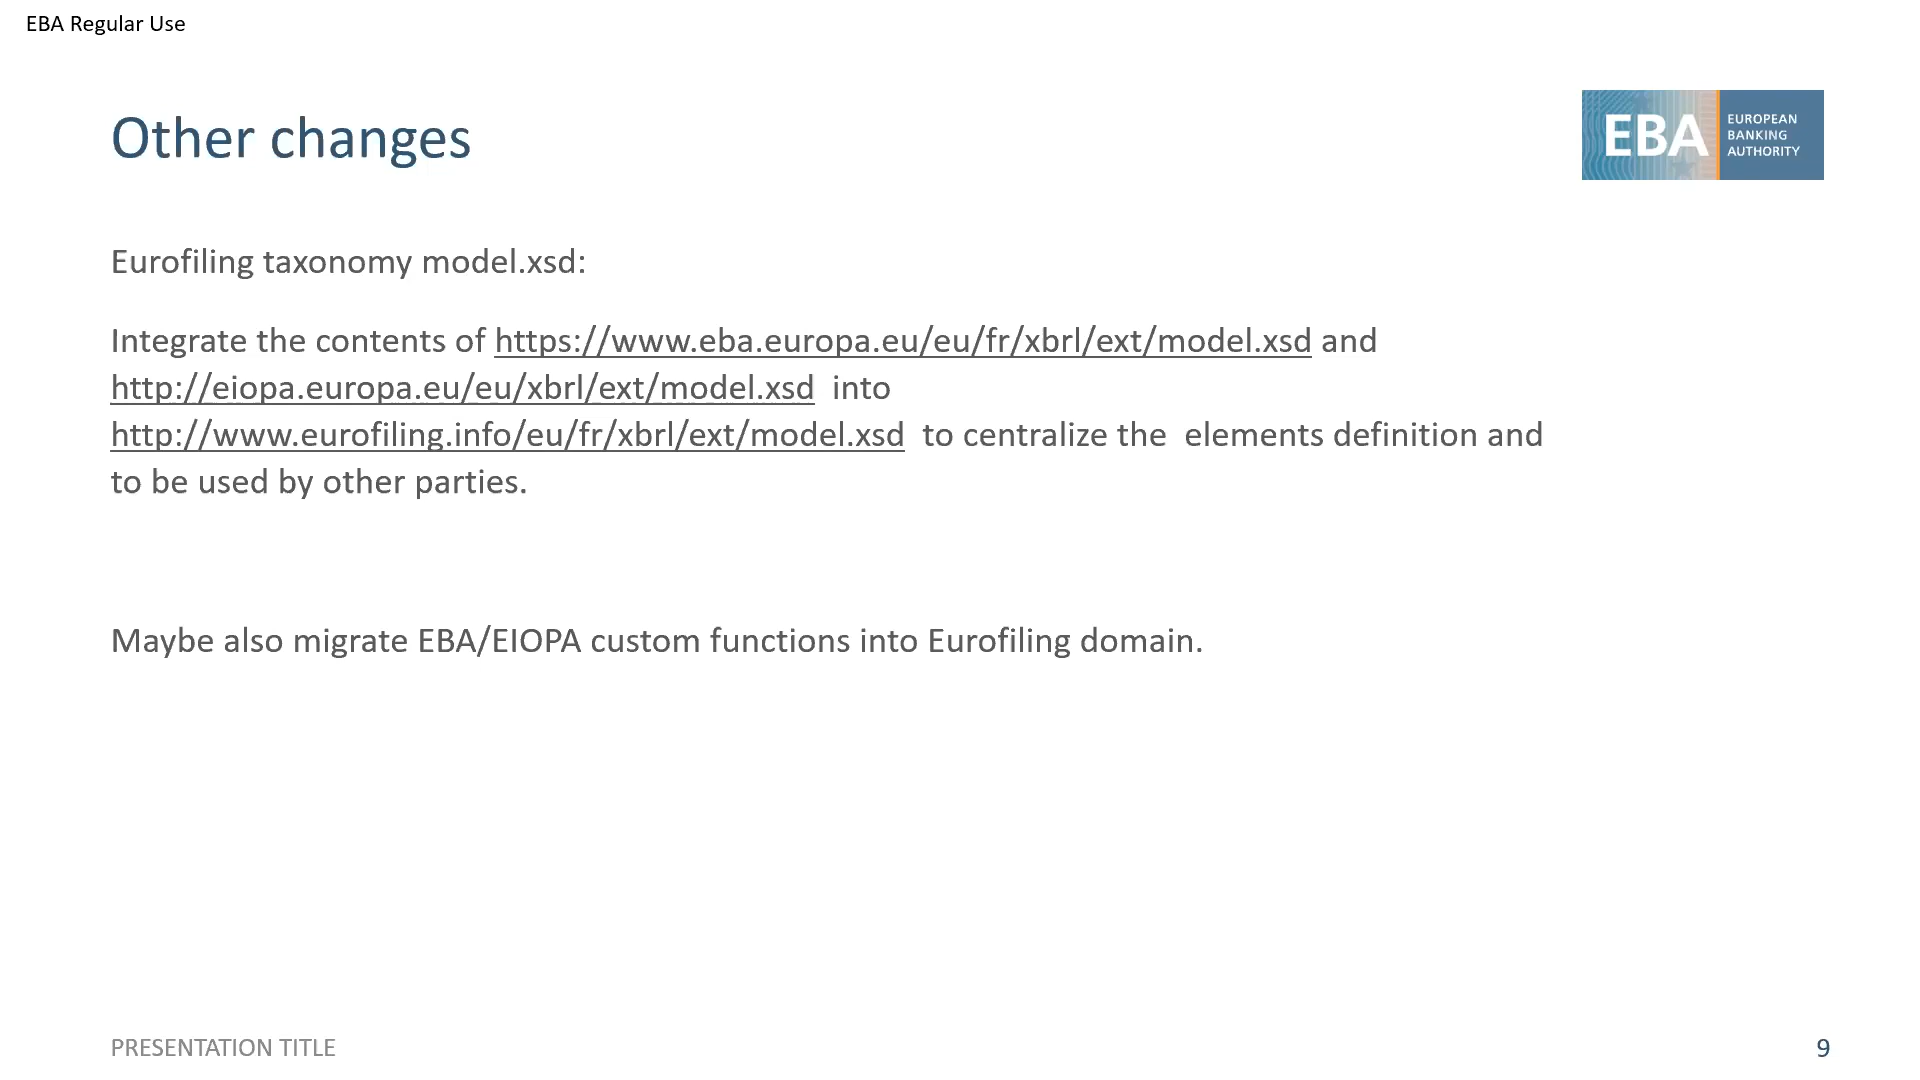 EBA Regular Use
Other changes
EBA
EUROPEAN
BANKING
AUTHORITY
Eurofiling taxonomy model.xsd:
Integrate the contents of https://www.eba.europa.eu/eu/fr/xbrl/ext/model.xsd and
http://eiopa.europa.eu/eu/xbrl/ext/model.xsd  into
http://www.eurofiling.info/eu/fr/xbrl/ext/model.xsd  to centralize the  elements definition and
to be used by other parties.
Maybe also migrate EBA/EIOPA custom functions into Eurofiling domain.
PRESENTATION TITLE
9